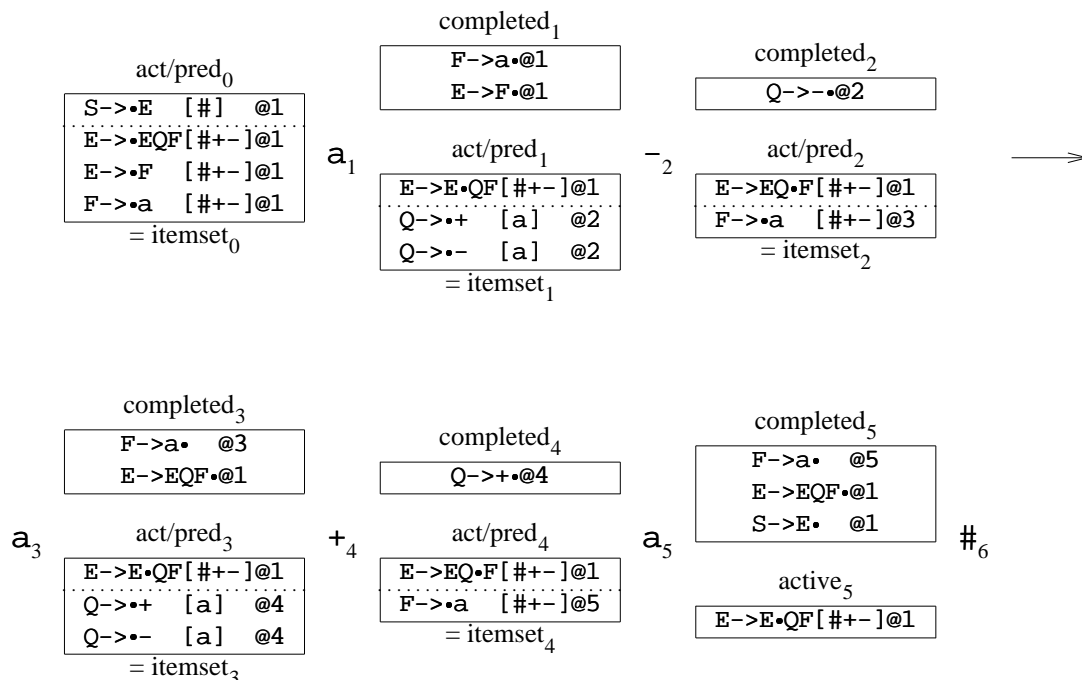 act/pred0
S->•E [#] @1
E->•EQF[#+-]@1
E->•F [#+-]@1
F->•a [#+-]@1
= itemset0
a1
completed1
F->a•@1
E->F•@1
act/pred1
E->E•QF[#+-]@1
Q->•+ [a] @2
Q->•- [a] @2
= itemset1
-2
completed2
Q->-•@2
act/pred2
E->EQ•F[#+-]@1
F->•a [#+-]@3
= itemset2
a3
completed3
F->a• @3
E->EQF•@1
act/pred3
E->E•QF[#+-]@1
Q->•+ [a] @4
Q->•- [a] @4
= itemset3
+4
completed4
Q->+•@4
act/pred4
E->EQ•F[#+-]@1
F->•a [#+-]@5
= itemset4
a5
completed5
F->a• @5
E->EQF•@1
S->E• @1
active5
E->E•QF[#+-]@1
#6